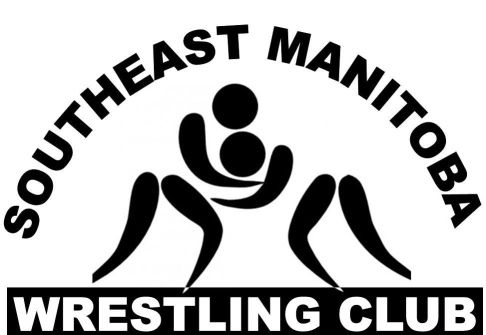 SOUTHEAST MANITOBA
WRESTLING CLUB